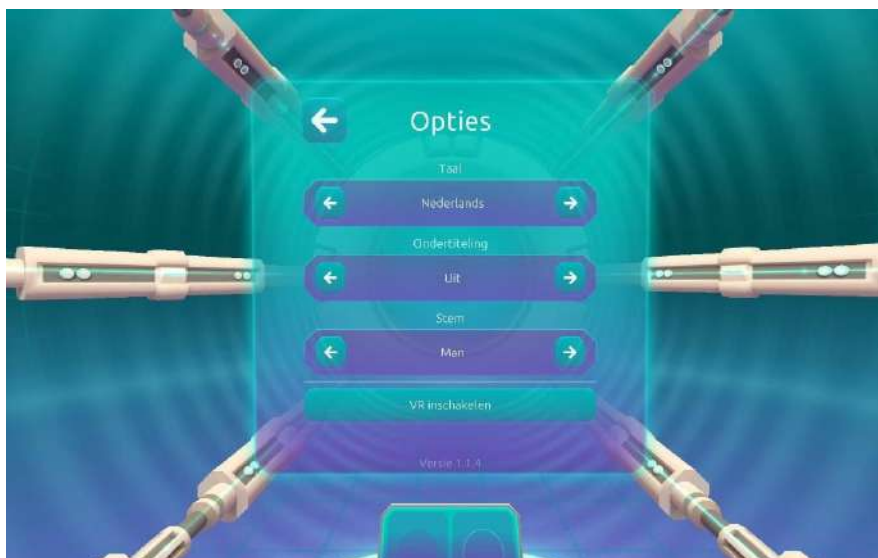 Opties
Taal
Nederlands
Ondertiteling
Uit
Stem
Man
VR inschakelen
Versie 1.1.4